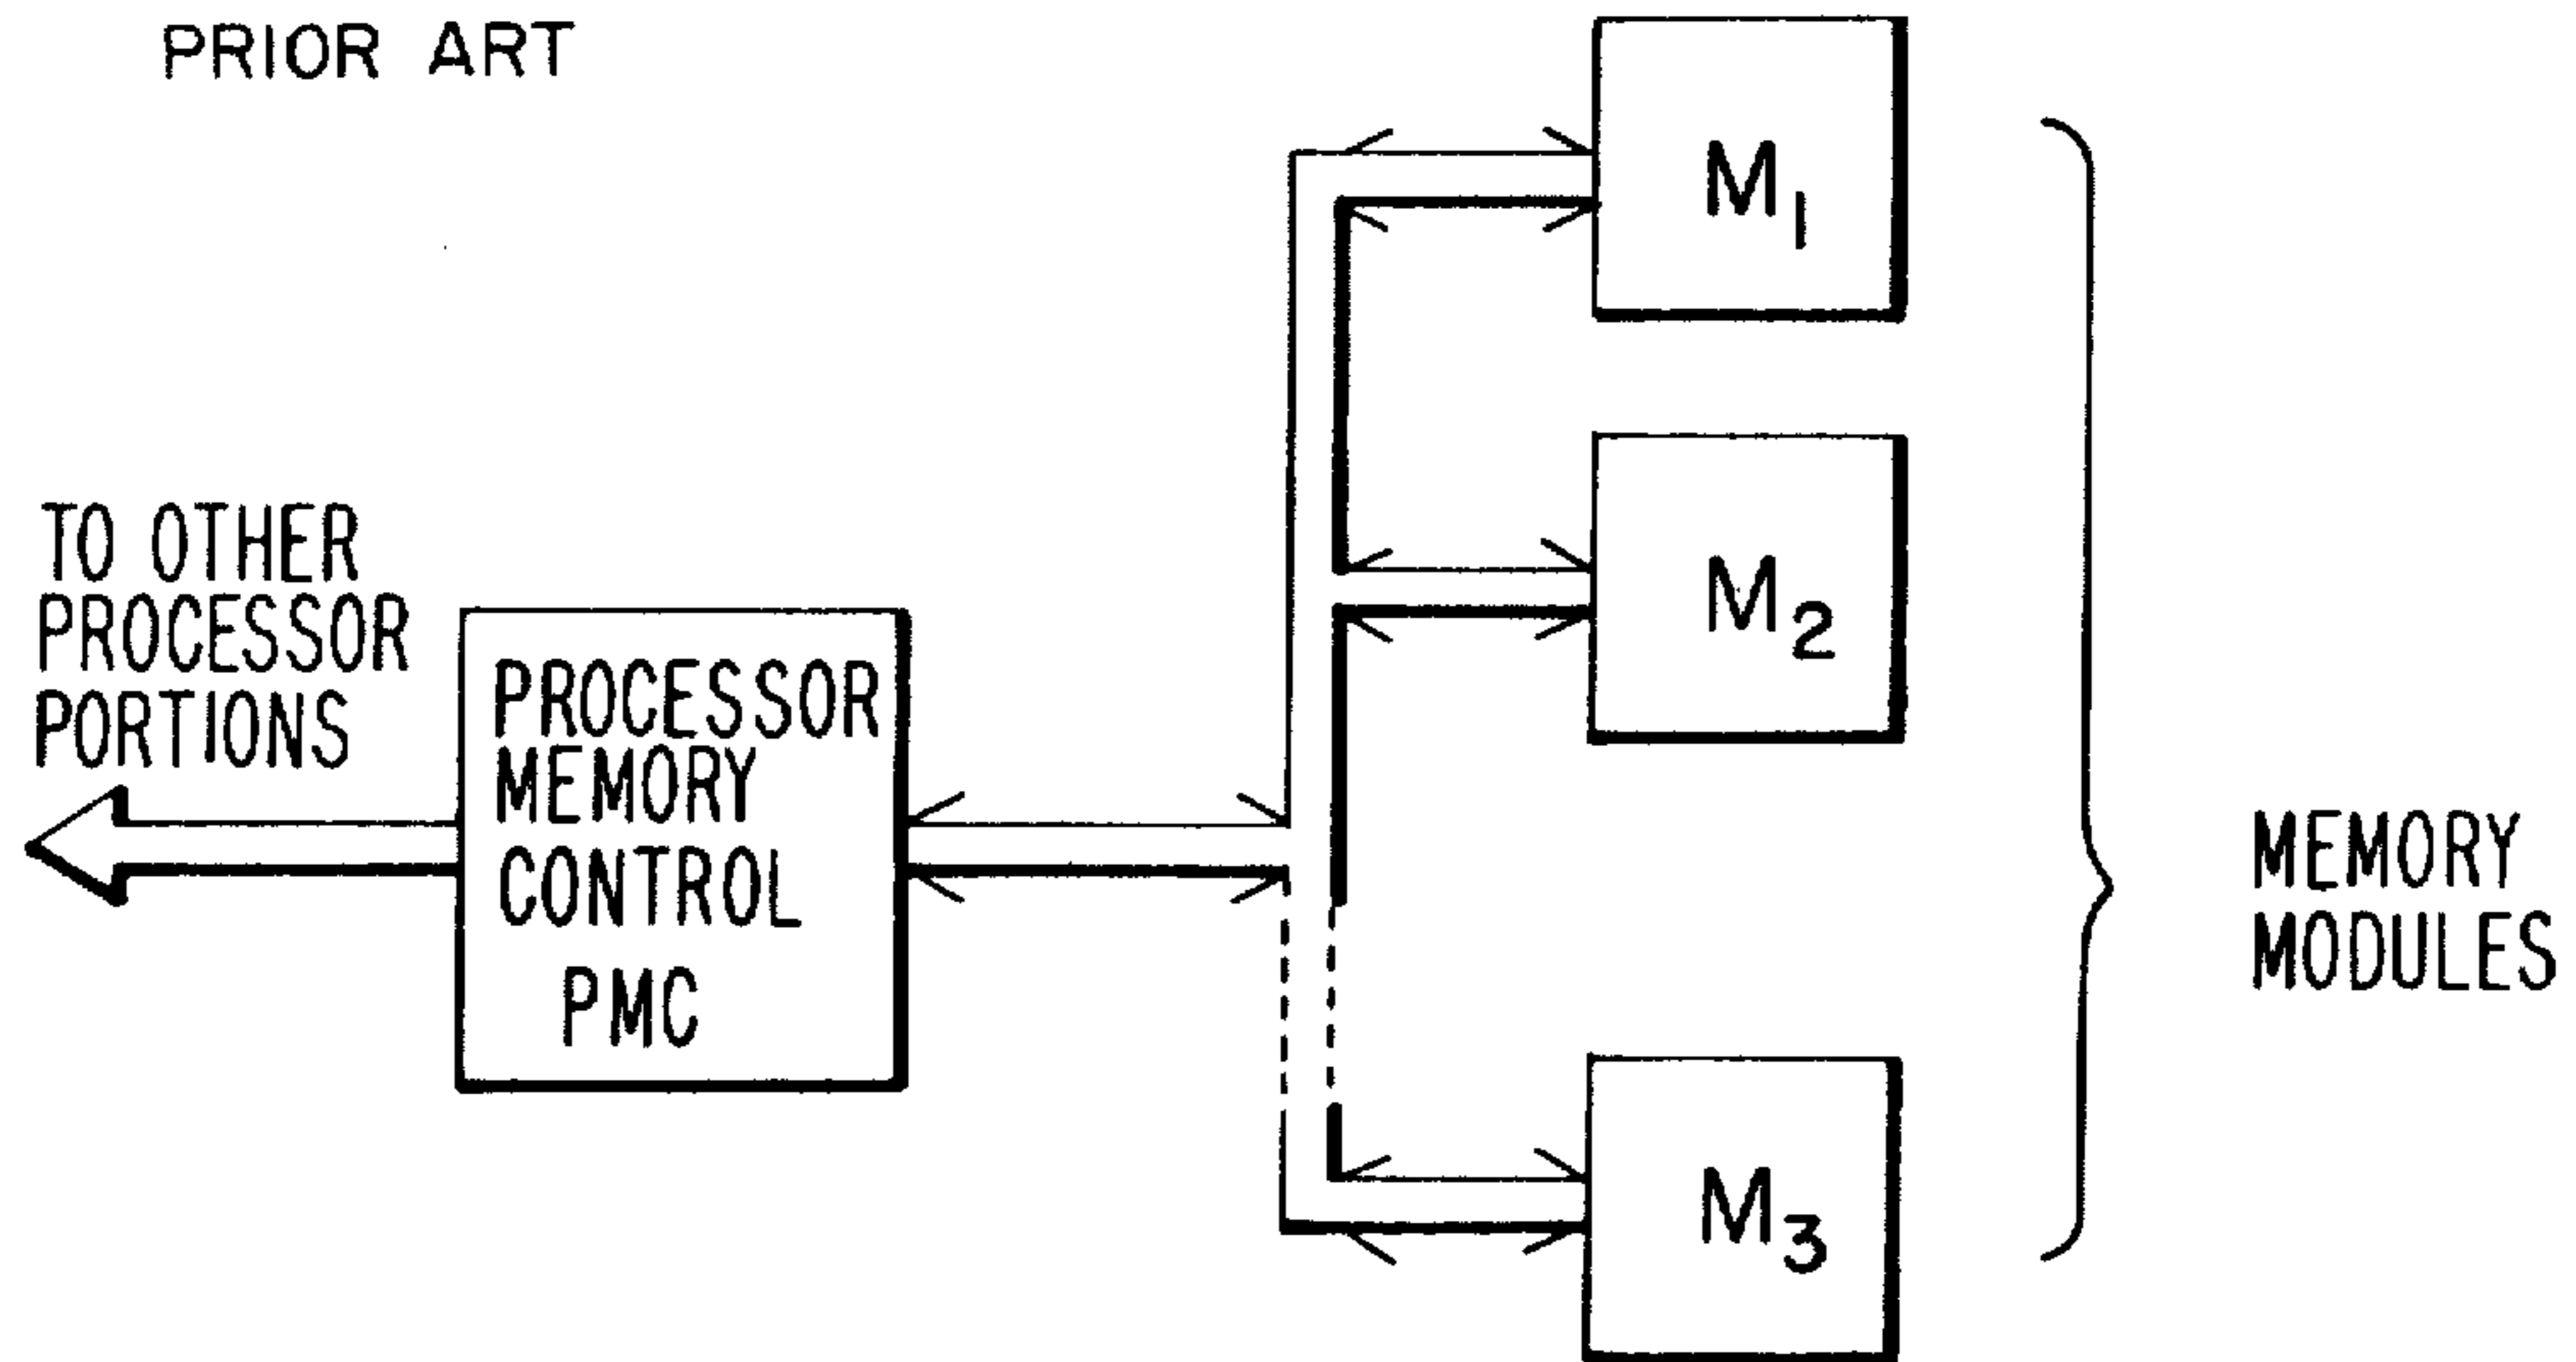 PRIOR ART
M1
M2
TO OTHER
PROCESSOR
PORTIONS
PROCESSOR
MEMORY
CONTROL
PMC
MEMORY
MODULES
M3